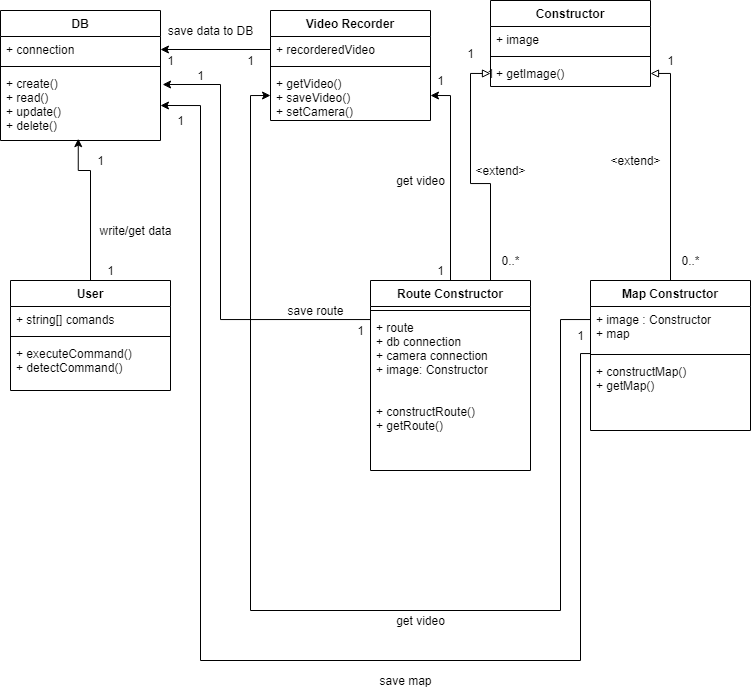 DB
+ connection
+ create()
+ read()
+ update()
+ delete()
save data to DB
1
1
Video Recorder
+ recorderedVideo
+ getVideo()
+ saveVideo()
+ setCamera()
Constructor
+ image
+ getImage()
1
1
1
1
1
1
<extend>
<extend>
get video
write/get data
1
1
0..*
0..*
User
+ string[] comands
+ executeCommand()
+ detectCommand()
save route
1
Route Constructor
+ route
+ db connection
+ camera connection
+ image: Constructor
+ constructRoute()
+ getRoute()
1
Map Constructor
+ image : Constructor
+ map
+ constructMap()
+ getMap()
get video
save map